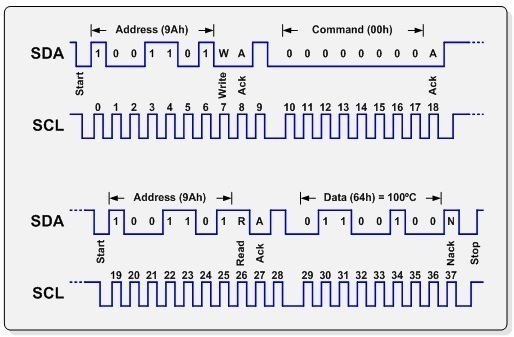 Address (9Ah) Command (00h)
SDA 1 0 0 1 1 0 1 W A 0 0 0 0 0 0 0 0 A
Start Write Ack Ack
0 1 2 3 4 5 6 7 8 9 10 11 12 13 14 15 16 17 18
SCL
Address (9Ah) Data (64h) = 100ºC
SDA 1 0 0 1 1 0 1 R A 0 1 1 0 0 1 0 0 N
Start Read Ack Nack Stop
19 20 21 22 23 24 25 26 27 28 29 30 31 32 33 34 35 36 37
SCL